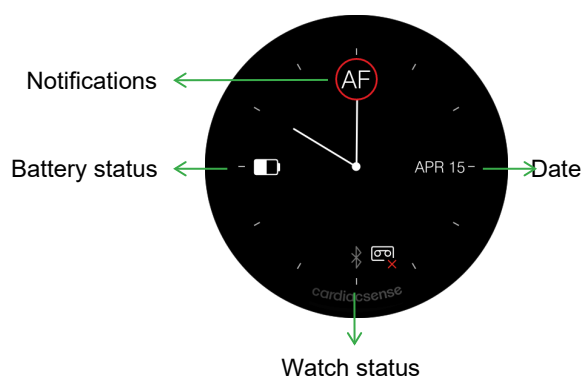 AF
Notifications
Battery status
APR 15
Date
cardiacsense
Watch status